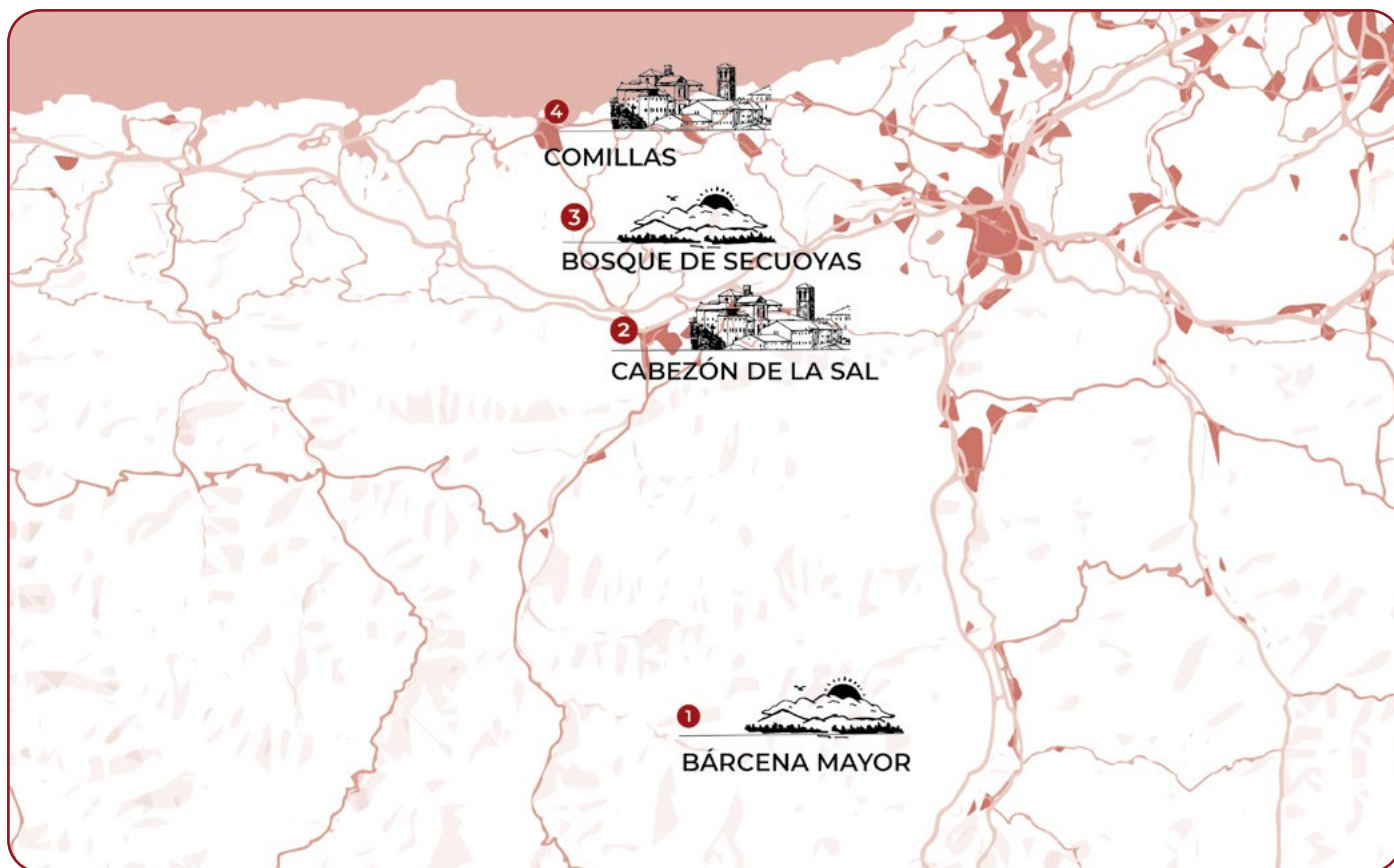 4
COMILLAS
3
BOSQUE DE SECUOYAS
2
CABEZÓN DE LA SAL
1
BÁRCENA MAYOR